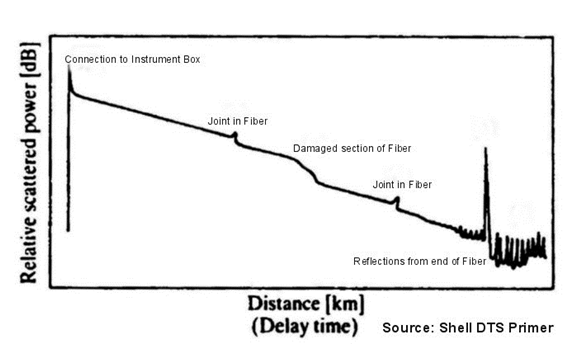 Connection to Instrument Box
Joint in Fiber
Damaged section of Fiber
Joint in Fiber
Reflections from end of Fiber
Relative scattered power [dB]
Distance [km]
(Delay time)
Source: Shell DTS Primer